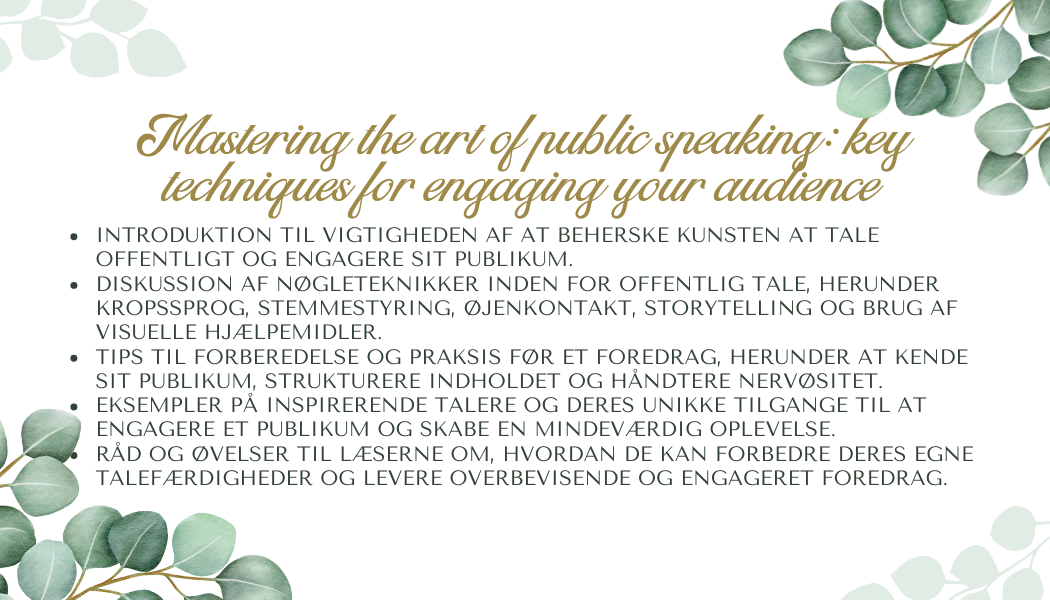 Mastering the art of public speaking: key
techniques for engaging your audience
• INTRODUKTION TIL VIGTIGHEDEN AF AT BEHERSKE KUNSTEN AT TALE
OFFENTLIGT OG ENGAGERE SIT PUBLIKUM.
• DISKUSSION AF NØGLETEKNIKKER INDEN FOR OFFENTLIG TALE, HERUNDER
KROPSSPROG, STEMMESTYRING, ØJENKONTAKT, STORYTELLING OG BRUG AF
VISUELLE HJÆLPEMIDLER.
• TIPS TIL FORBEREDELSE OG PRAKSIS FØR ET FOREDRAG, HERUNDER AT KENDE
SIT PUBLIKUM, STRUKTURERE INDHOLDET OG HÅNDTERE NERVØSITET.
• EKSEMPLER PÅ INSPIRERENDE TALERE OG DERES UNIKKE TILGANGE TIL AT
ENGAGERE ET PUBLIKUM OG SKABE EN MINDEVÆRDIG OPLEVELSE.
• RÅD OG ØVELSER TIL LÆSERNE OM, HVORDAN DE KAN FORBEDRE DERES EGNE
TALEFÆRDIGHEDER OG LEVERE OVERBEVISENDE OG ENGAGERET FOREDRAG.